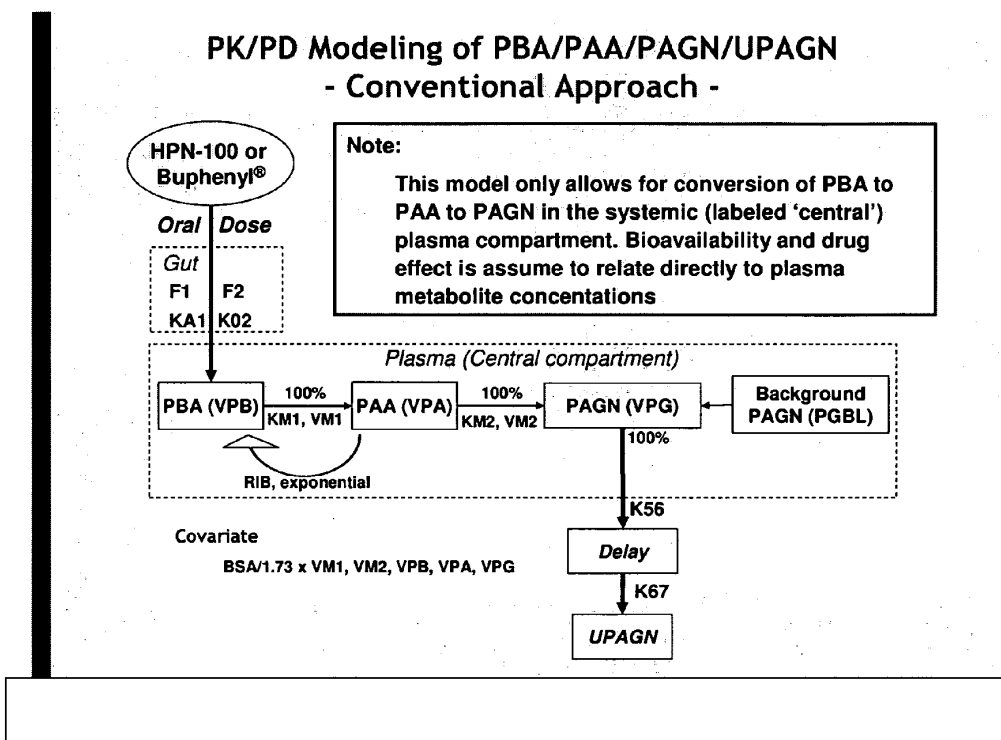 PK/PD Modeling of PBA/PAA/PAGN/UPAGN
- Conventional Approach -
HPN-100 or
Buphenyl®
Note:
This model only allows for conversion of PBA to
PAA to PAGN in the systemic (labeled 'central')
plasma compartment. Bioavailability and drug
effect is assume to relate directly to plasma
metabolite concentations
Oral Dose
Gut
F1 F2
KA1 K02
Plasma (Central compartment)
PBA (VPB)
100%
KM1, VM1
PAA (VPA)
100%
KM2, VM2
PAGN (VPG)
Background
PAGN (PGBL)
100%
RIB, exponential
K56
Covariate
BSA/1.73 x VM1, VM2, VPB, VPA, VPG
Delay
K67
UPAGN